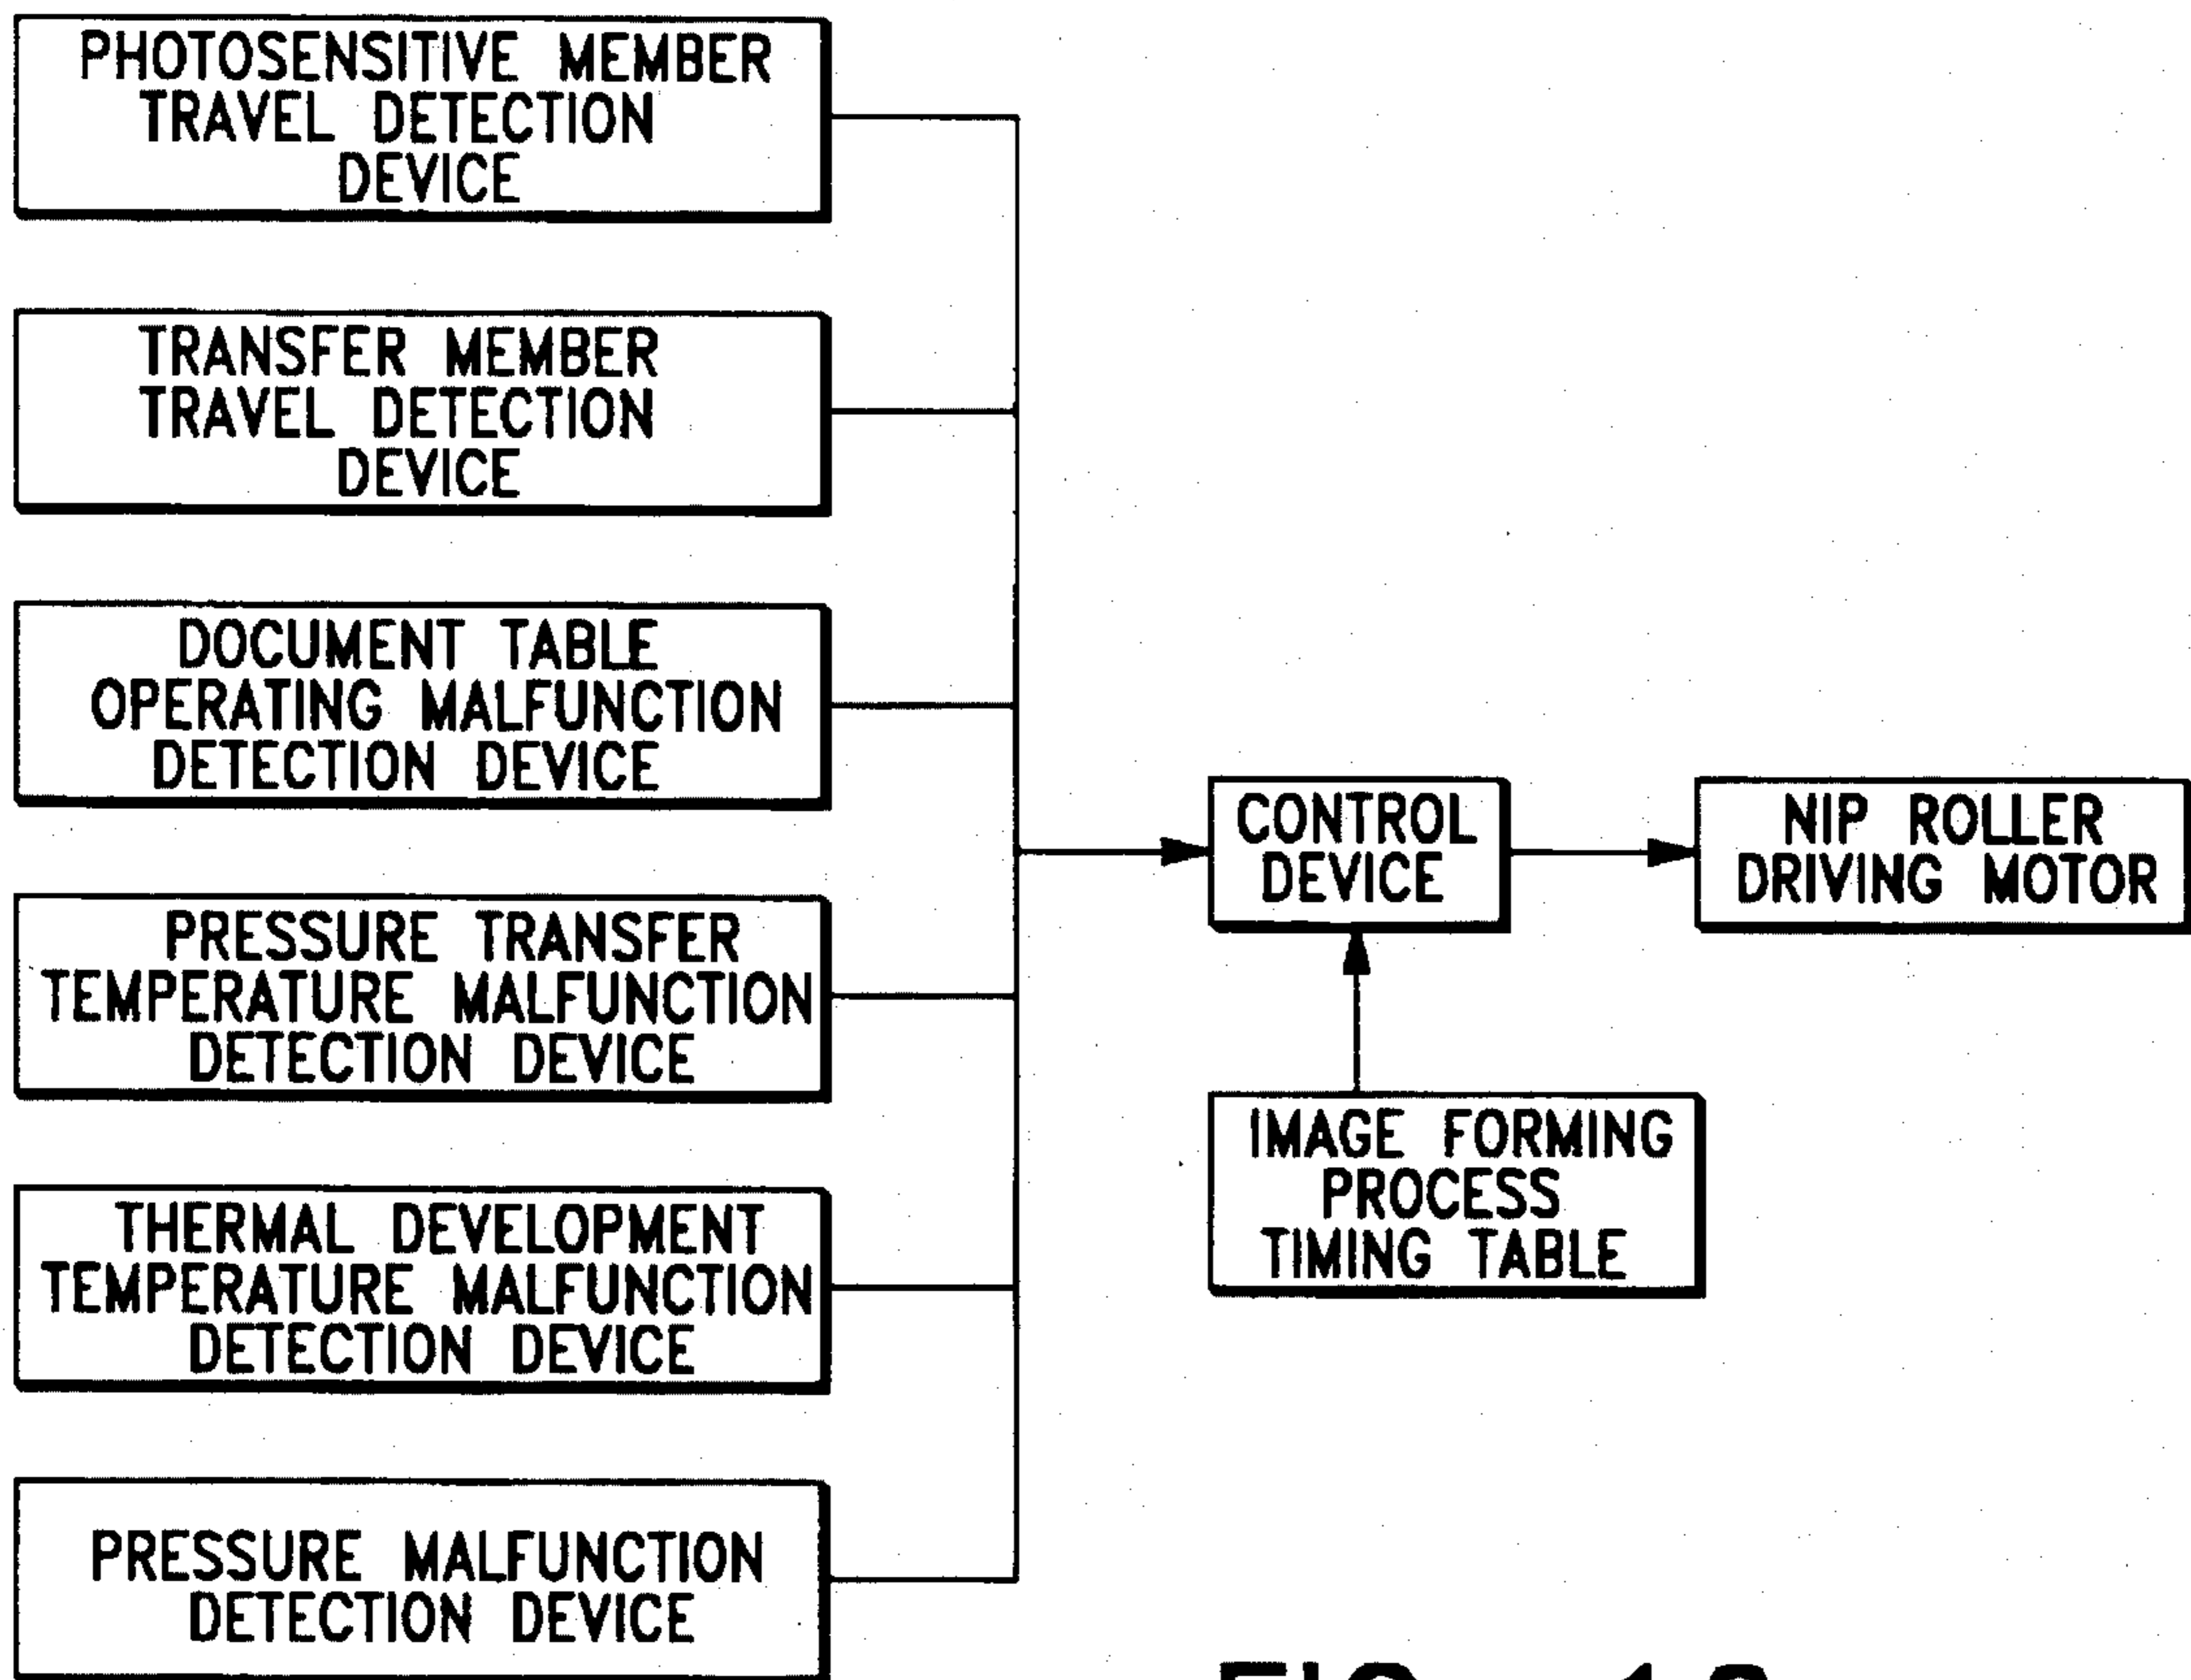 PHOTOSENSITIVE MEMBER
TRAVEL DETECTION
DEVICE
TRANSFER MEMBER
TRAVEL DETECTION
DEVICE
DOCUMENT TABLE
OPERATING MALFUNCTION
DETECTION DEVICE
PRESSURE TRANSFER
TEMPERATURE MALFUNCTION
DETECTION DEVICE
THERMAL DEVELOPMENT
TEMPERATURE MALFUNCTION
DETECTION DEVICE
PRESSURE MALFUNCTION
DETECTION DEVICE
CONTROL
DEVICE
NIP ROLLER
DRIVING MOTOR
IMAGE FORMING
PROCESS
TIMING TABLE